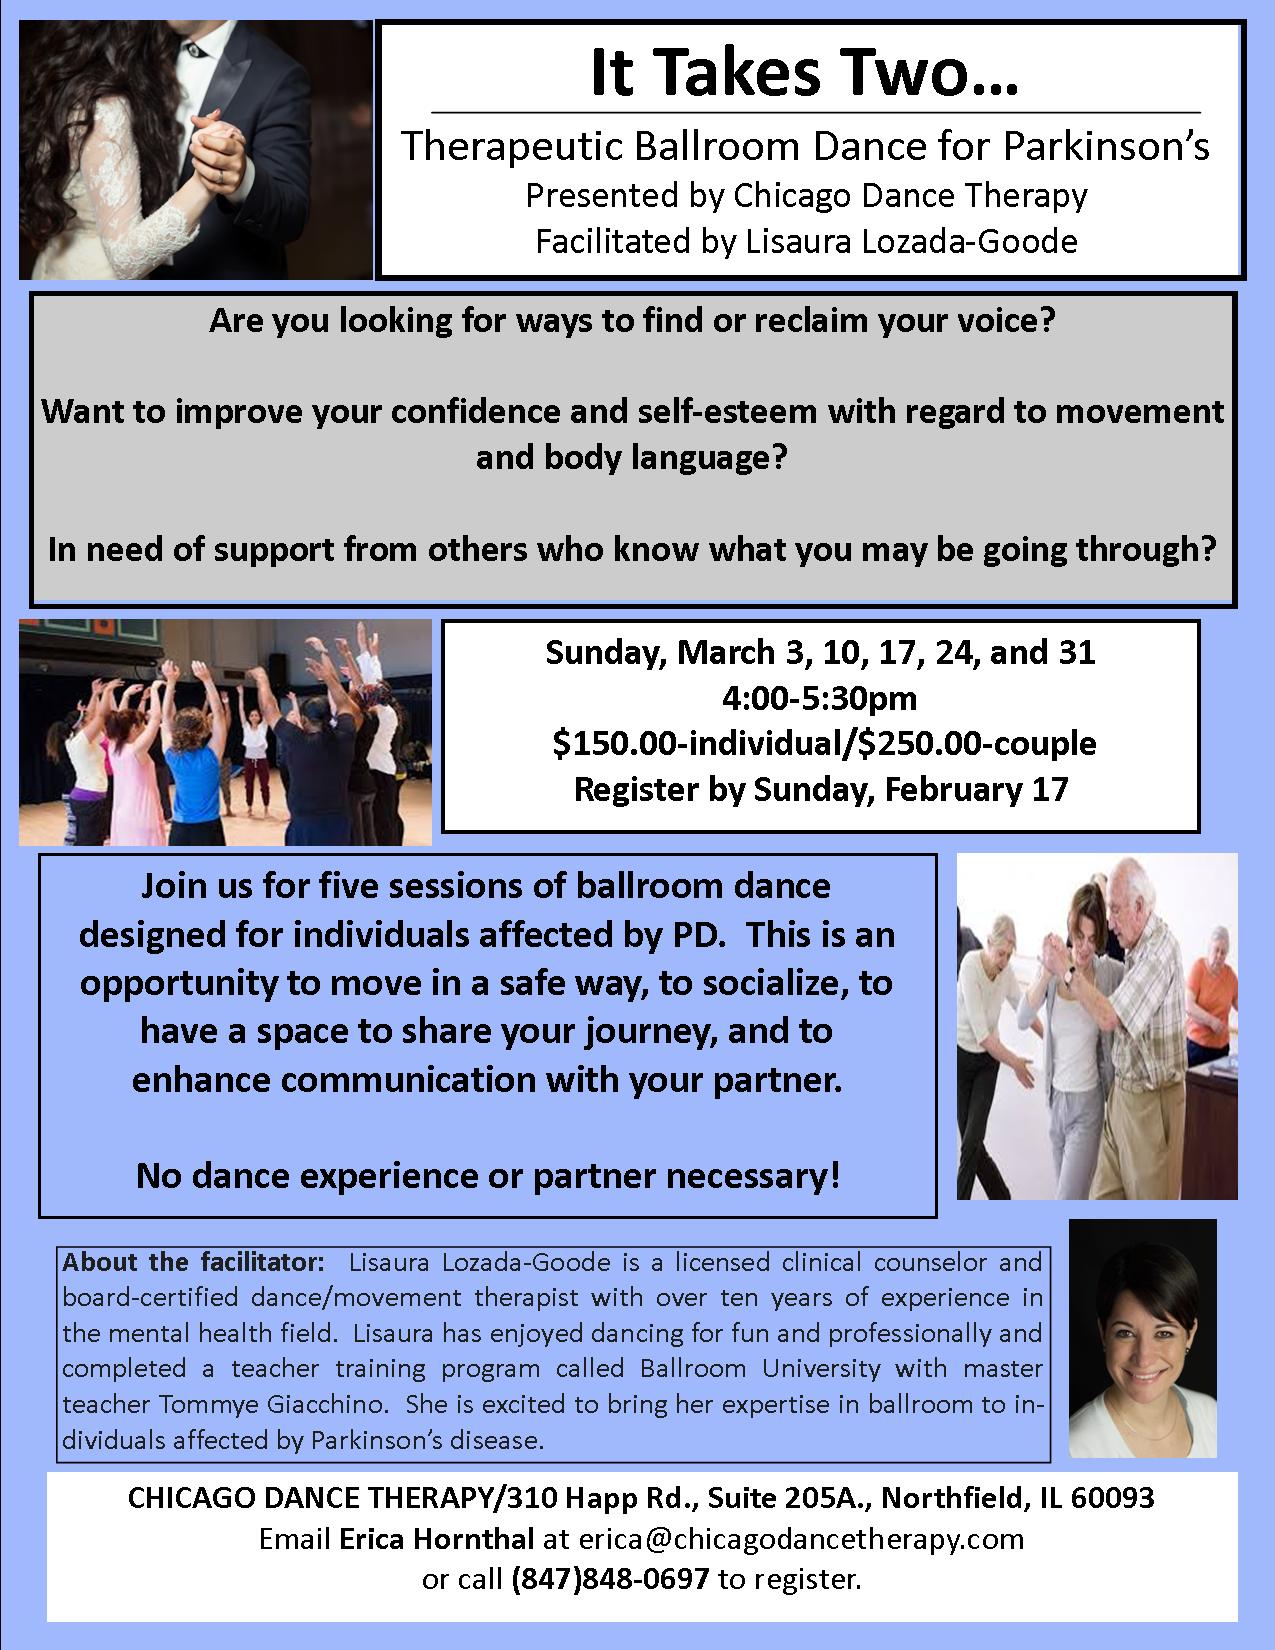 It Takes Two...
Therapeutic Ballroom Dance for Parkinson's
Presented by Chicago Dance Therapy
Facilitated by Lisaura Lozada-Goode
Are you looking for ways to find or reclaim your voice?
Want to improve your confidence and self-esteem with regard to movement
and body language?
In need of support from others who know what you may be going through?
Sunday, March 3, 10, 17, 24, and 31
4:00-5:30pm
$150.00-individual/$250.00-couple
Register by Sunday, February 17
Join us for five sessions of ballroom dance
designed for individuals affected by PD.  This is an
opportunity to move in a safe way, to socialize, to
have a space to share your journey, and to
enhance communication with your partner.
No dance experience or partner necessary!
About the facilitator:  Lisaura Lozada-Goode is a licensed clinical counselor and
board-certified dance/movement therapist with over ten years of experience in
the mental health field.  Lisaura has enjoyed dancing for fun and professionally and
completed a teacher training program called Ballroom University with master
teacher Tommye Giacchino.  She is excited to bring her expertise in ballroom to in-
dividuals affected by Parkinson's disease.
CHICAGO DANCE THERAPY/310 Happ Rd., Suite 205A., Northfield, IL 60093
Email Erica Hornthal at erica@chicagodancetherapy.com
or call (847)848-0697 to register.